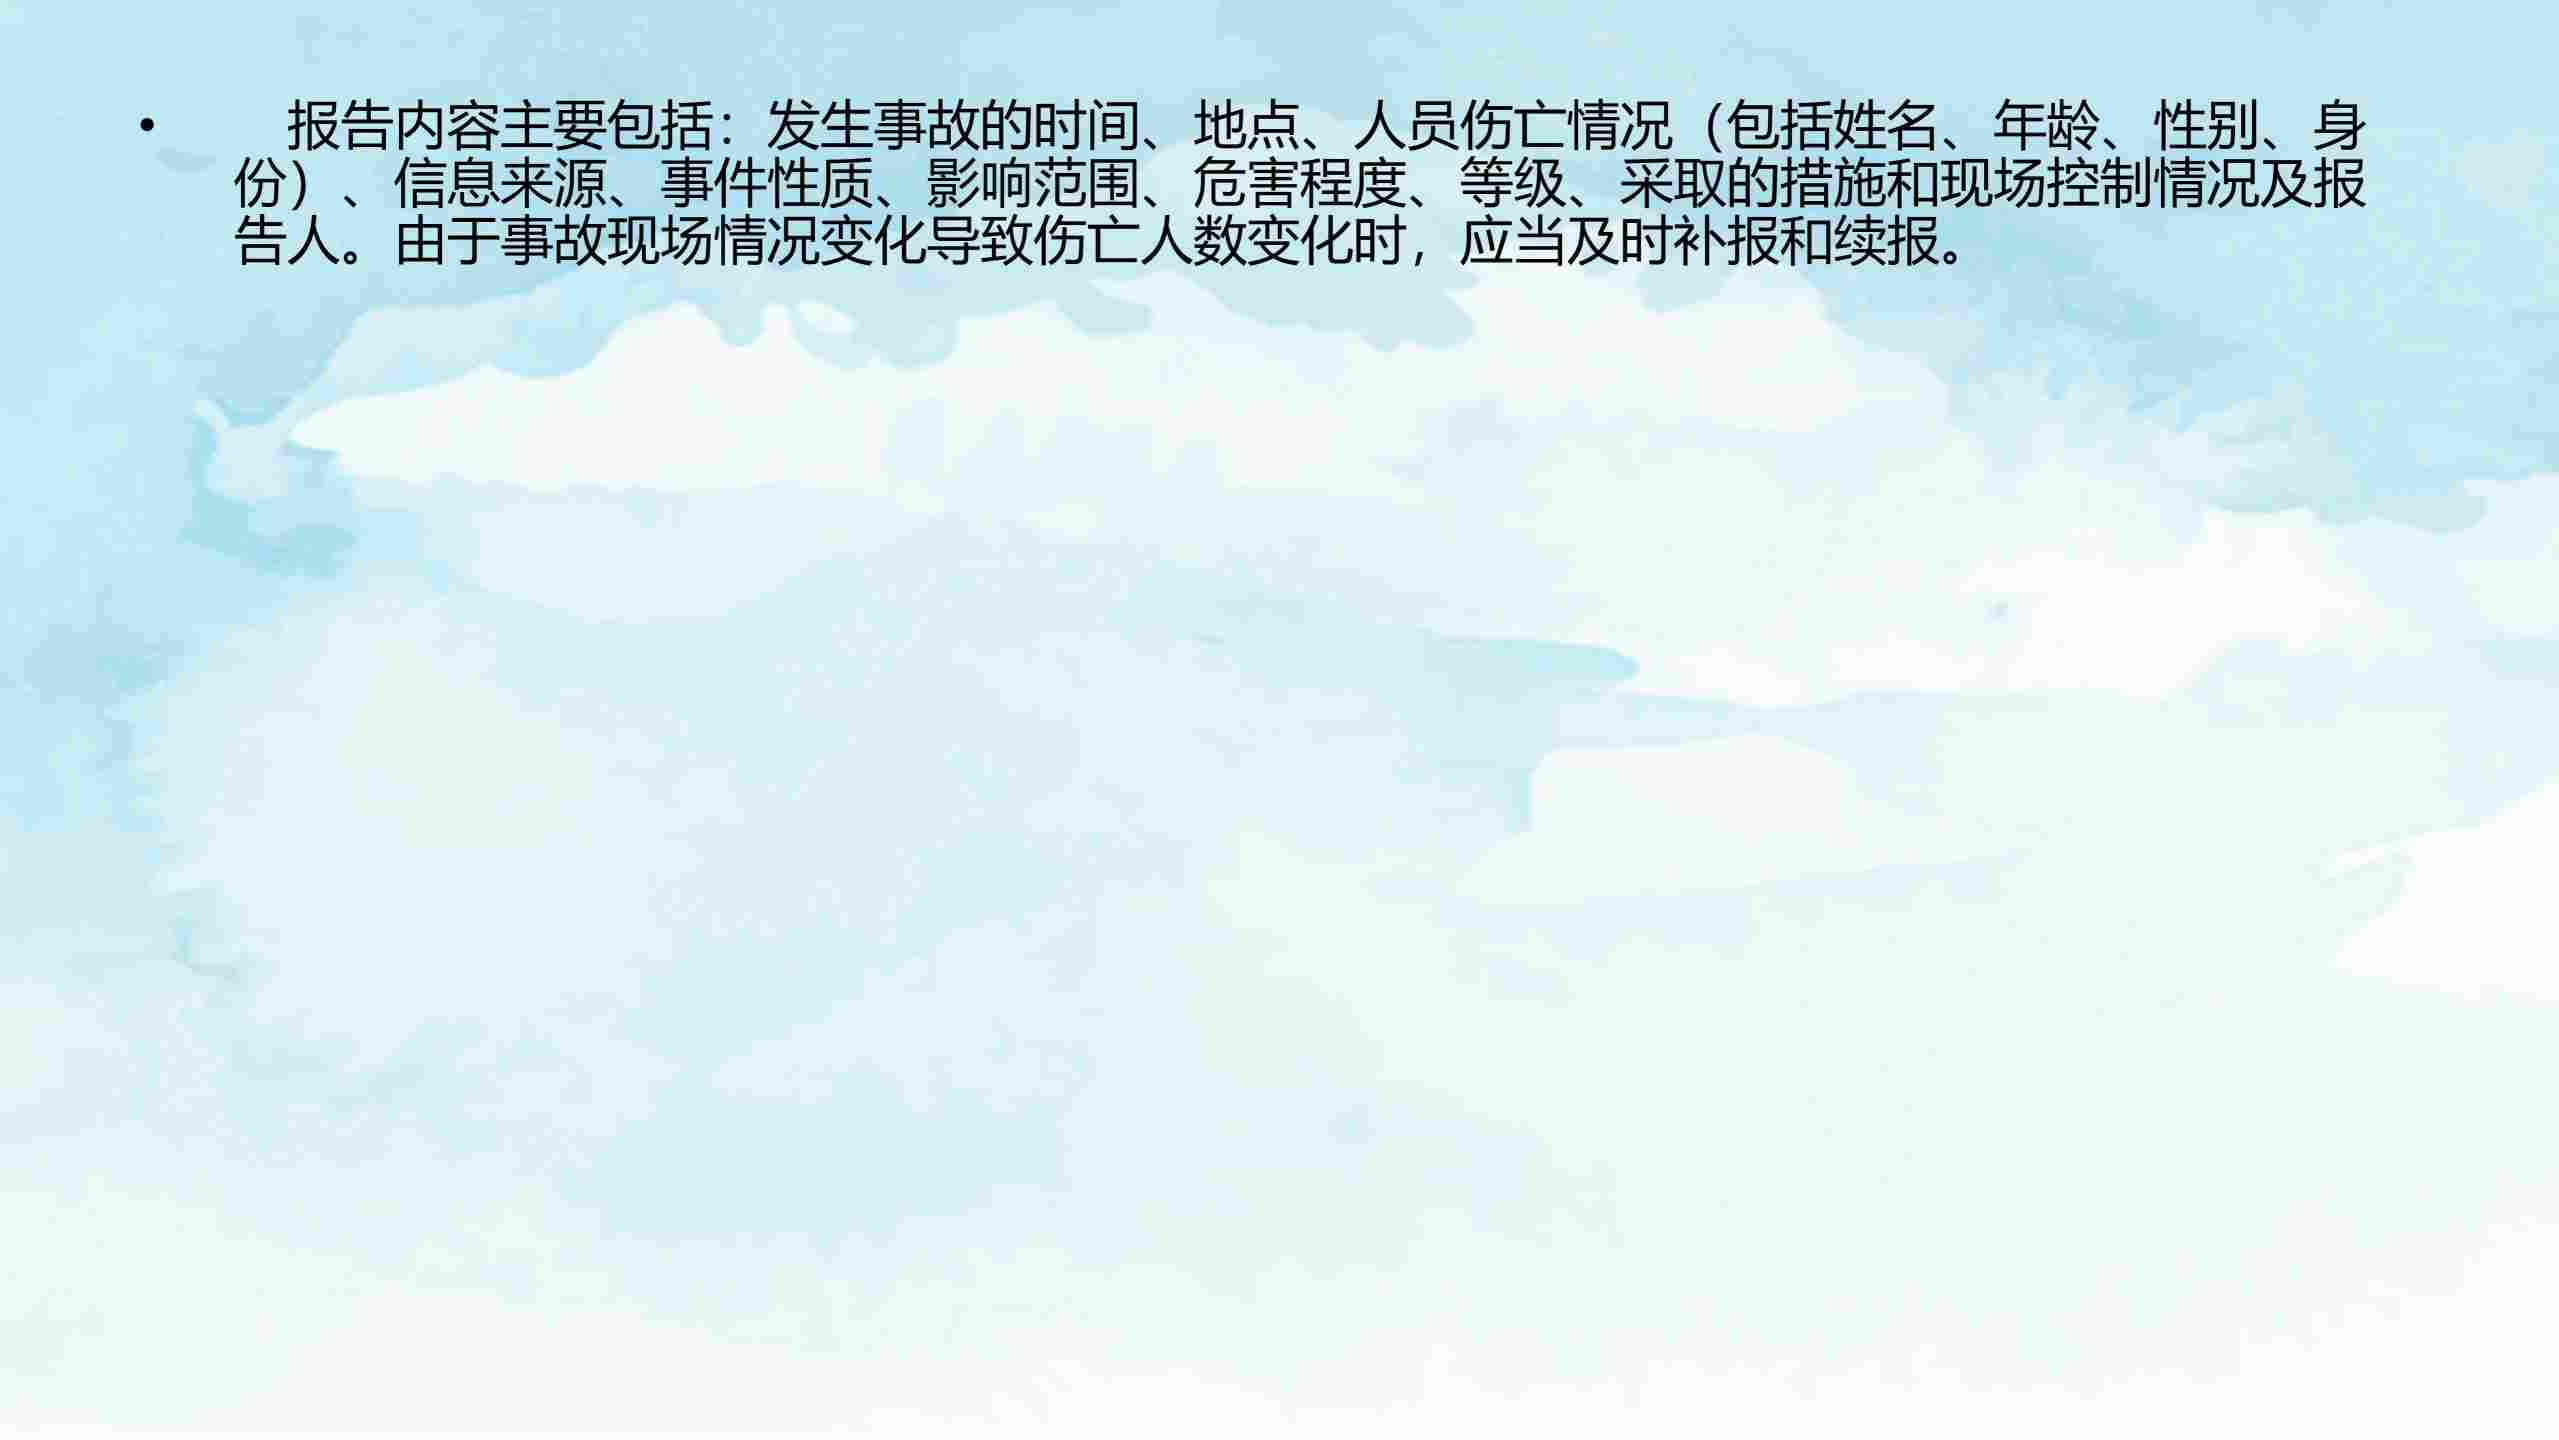 • 报告内容主要包括：发生事故的时间、地点、人员伤亡情况（包括姓名、年龄、性别、身
份）、信息来源、事件性质、影响范围、危害程度、等级、采取的措施和现场控制情况及报
告人。由于事故现场情况变化导致伤亡人数变化时，应当及时补报和续报。